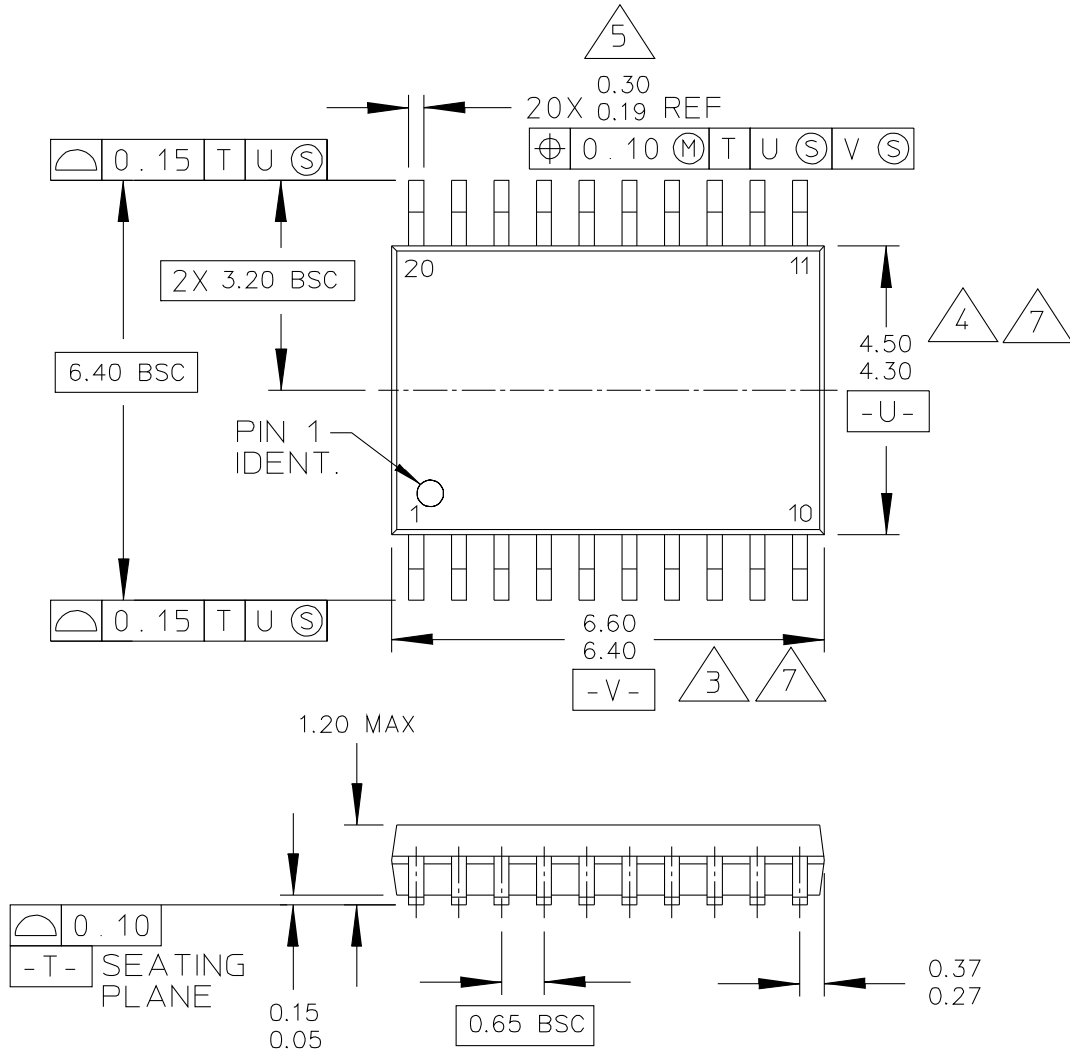 5
0.30
20X 0.19 REF
0.15 T U Ⓢ
⌖ 0.10 Ⓜ T U Ⓢ V Ⓢ
2X 3.20 BSC
20
11
4
7
4.50
4.30
-U-
6.40 BSC
PIN 1
IDENT.
1
10
0.15 T U Ⓢ
6.60
6.40
-V-
3
7
1.20 MAX
0.10
-T- SEATING
PLANE
0.15
0.05
0.65 BSC
0.37
0.27